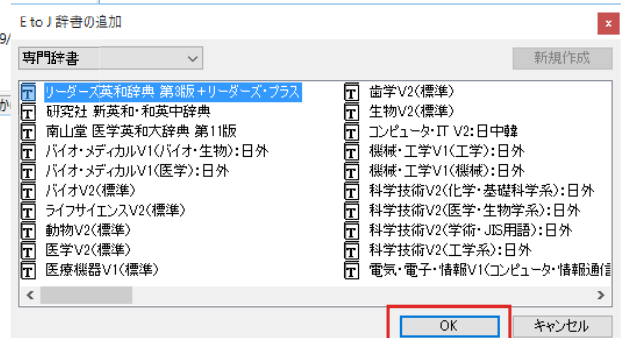 E to J 辞書の追加
x
9/
専門辞書
新規作成
リーダーズ英和辞典 第3版+リーダーズ・プラス
研究社 新英和・和英中辞典
南山堂 医学英和大辞典 第11版
バイオ・メディカルV1(バイオ・生物):日外
バイオ・メディカルV1(医学):日外
バイオV2(標準)
ライフサイエンスV2(標準)
動物V2(標準)
医学V2(標準)
医療機器V1(標準)
歯学V2(標準)
生物V2(標準)
コンピュータ・IT V2:日中韓
機械・工学V1(工学):日外
機械・工学V1(機械):日外
科学技術V2(化学・基礎科学系):日外
科学技術V2(医学・生物学系):日外
科学技術V2(学術・JIS用語):日外
科学技術V2(工学系):日外
電気・電子・情報V1(コンピュータ・情報通信
OK
キャンセル